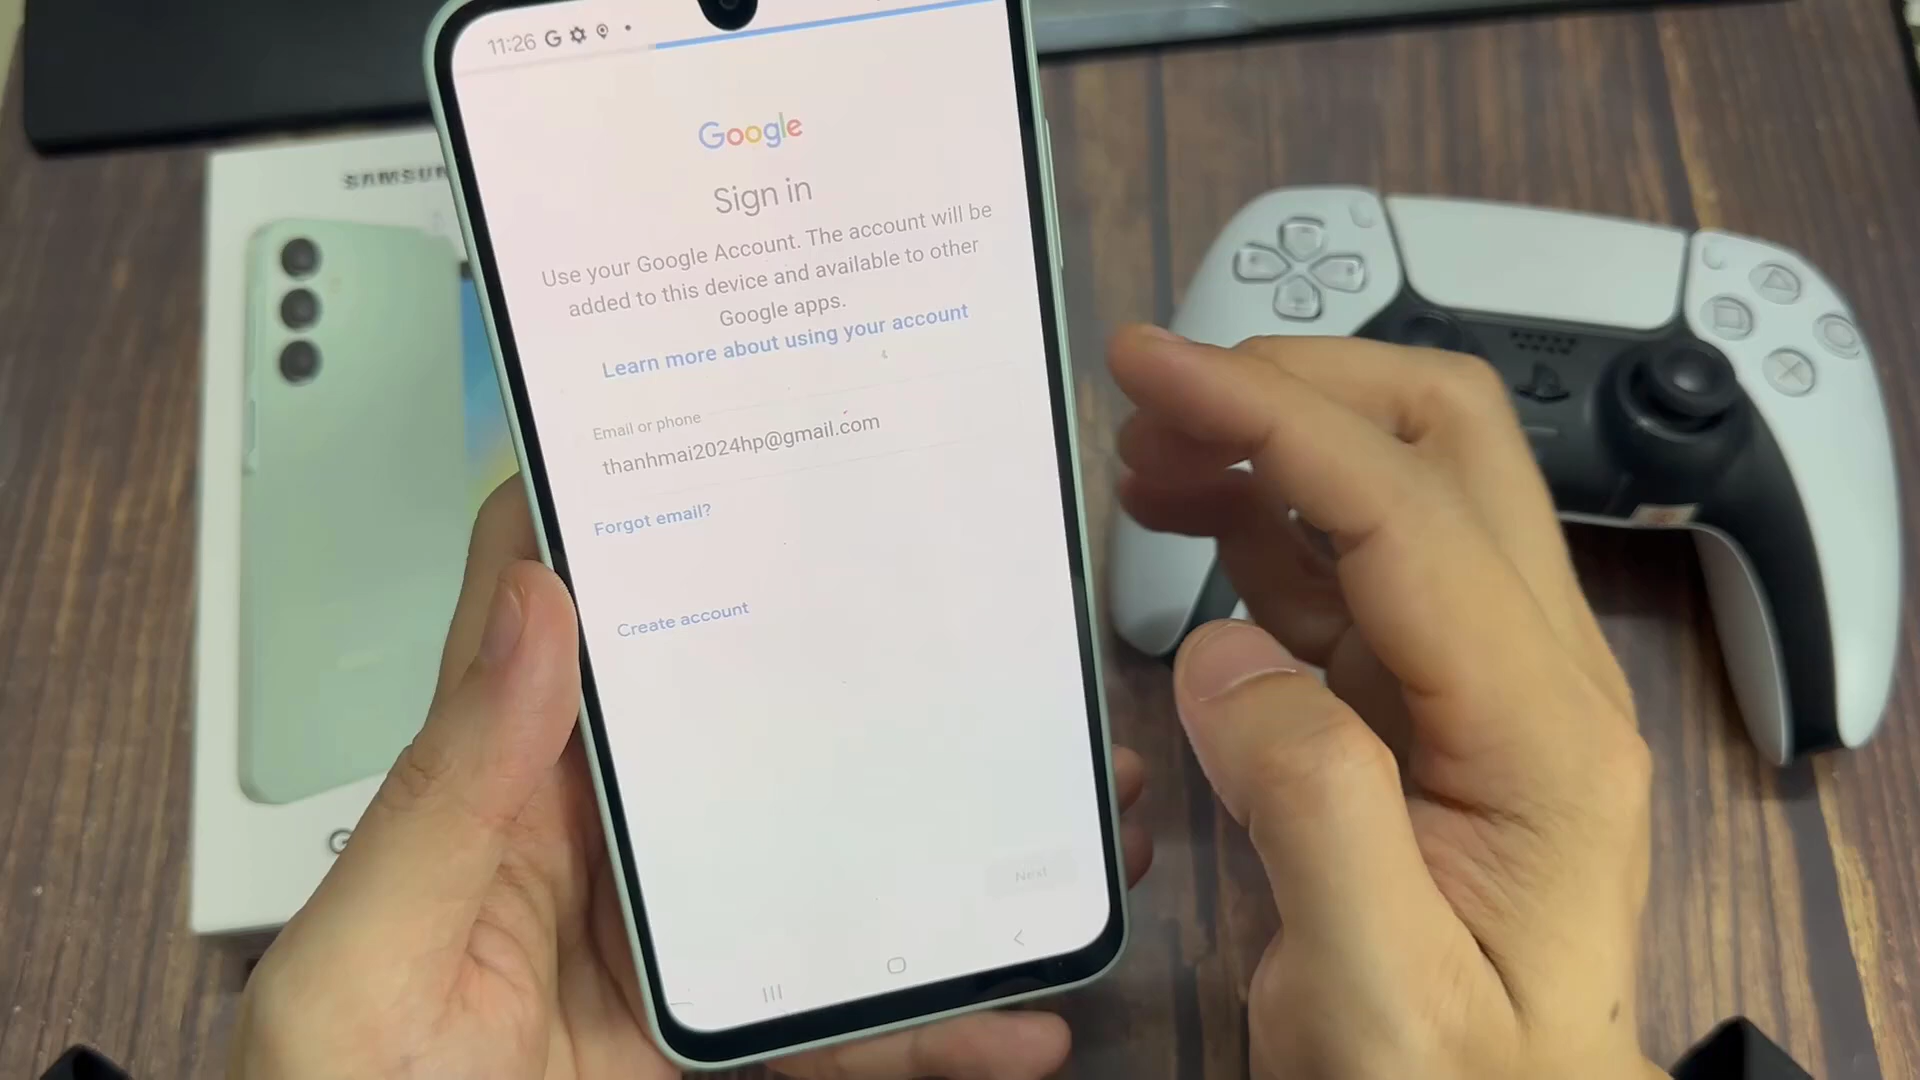 11:26
SAMSU
Google
Sign in
Use your Google Account. The account will be
added to this device and available to other
Google apps.
Learn more about using your account
Email or phone
thanhmai2024hp@gmail.com
Forgot email?
Create account
Next
G